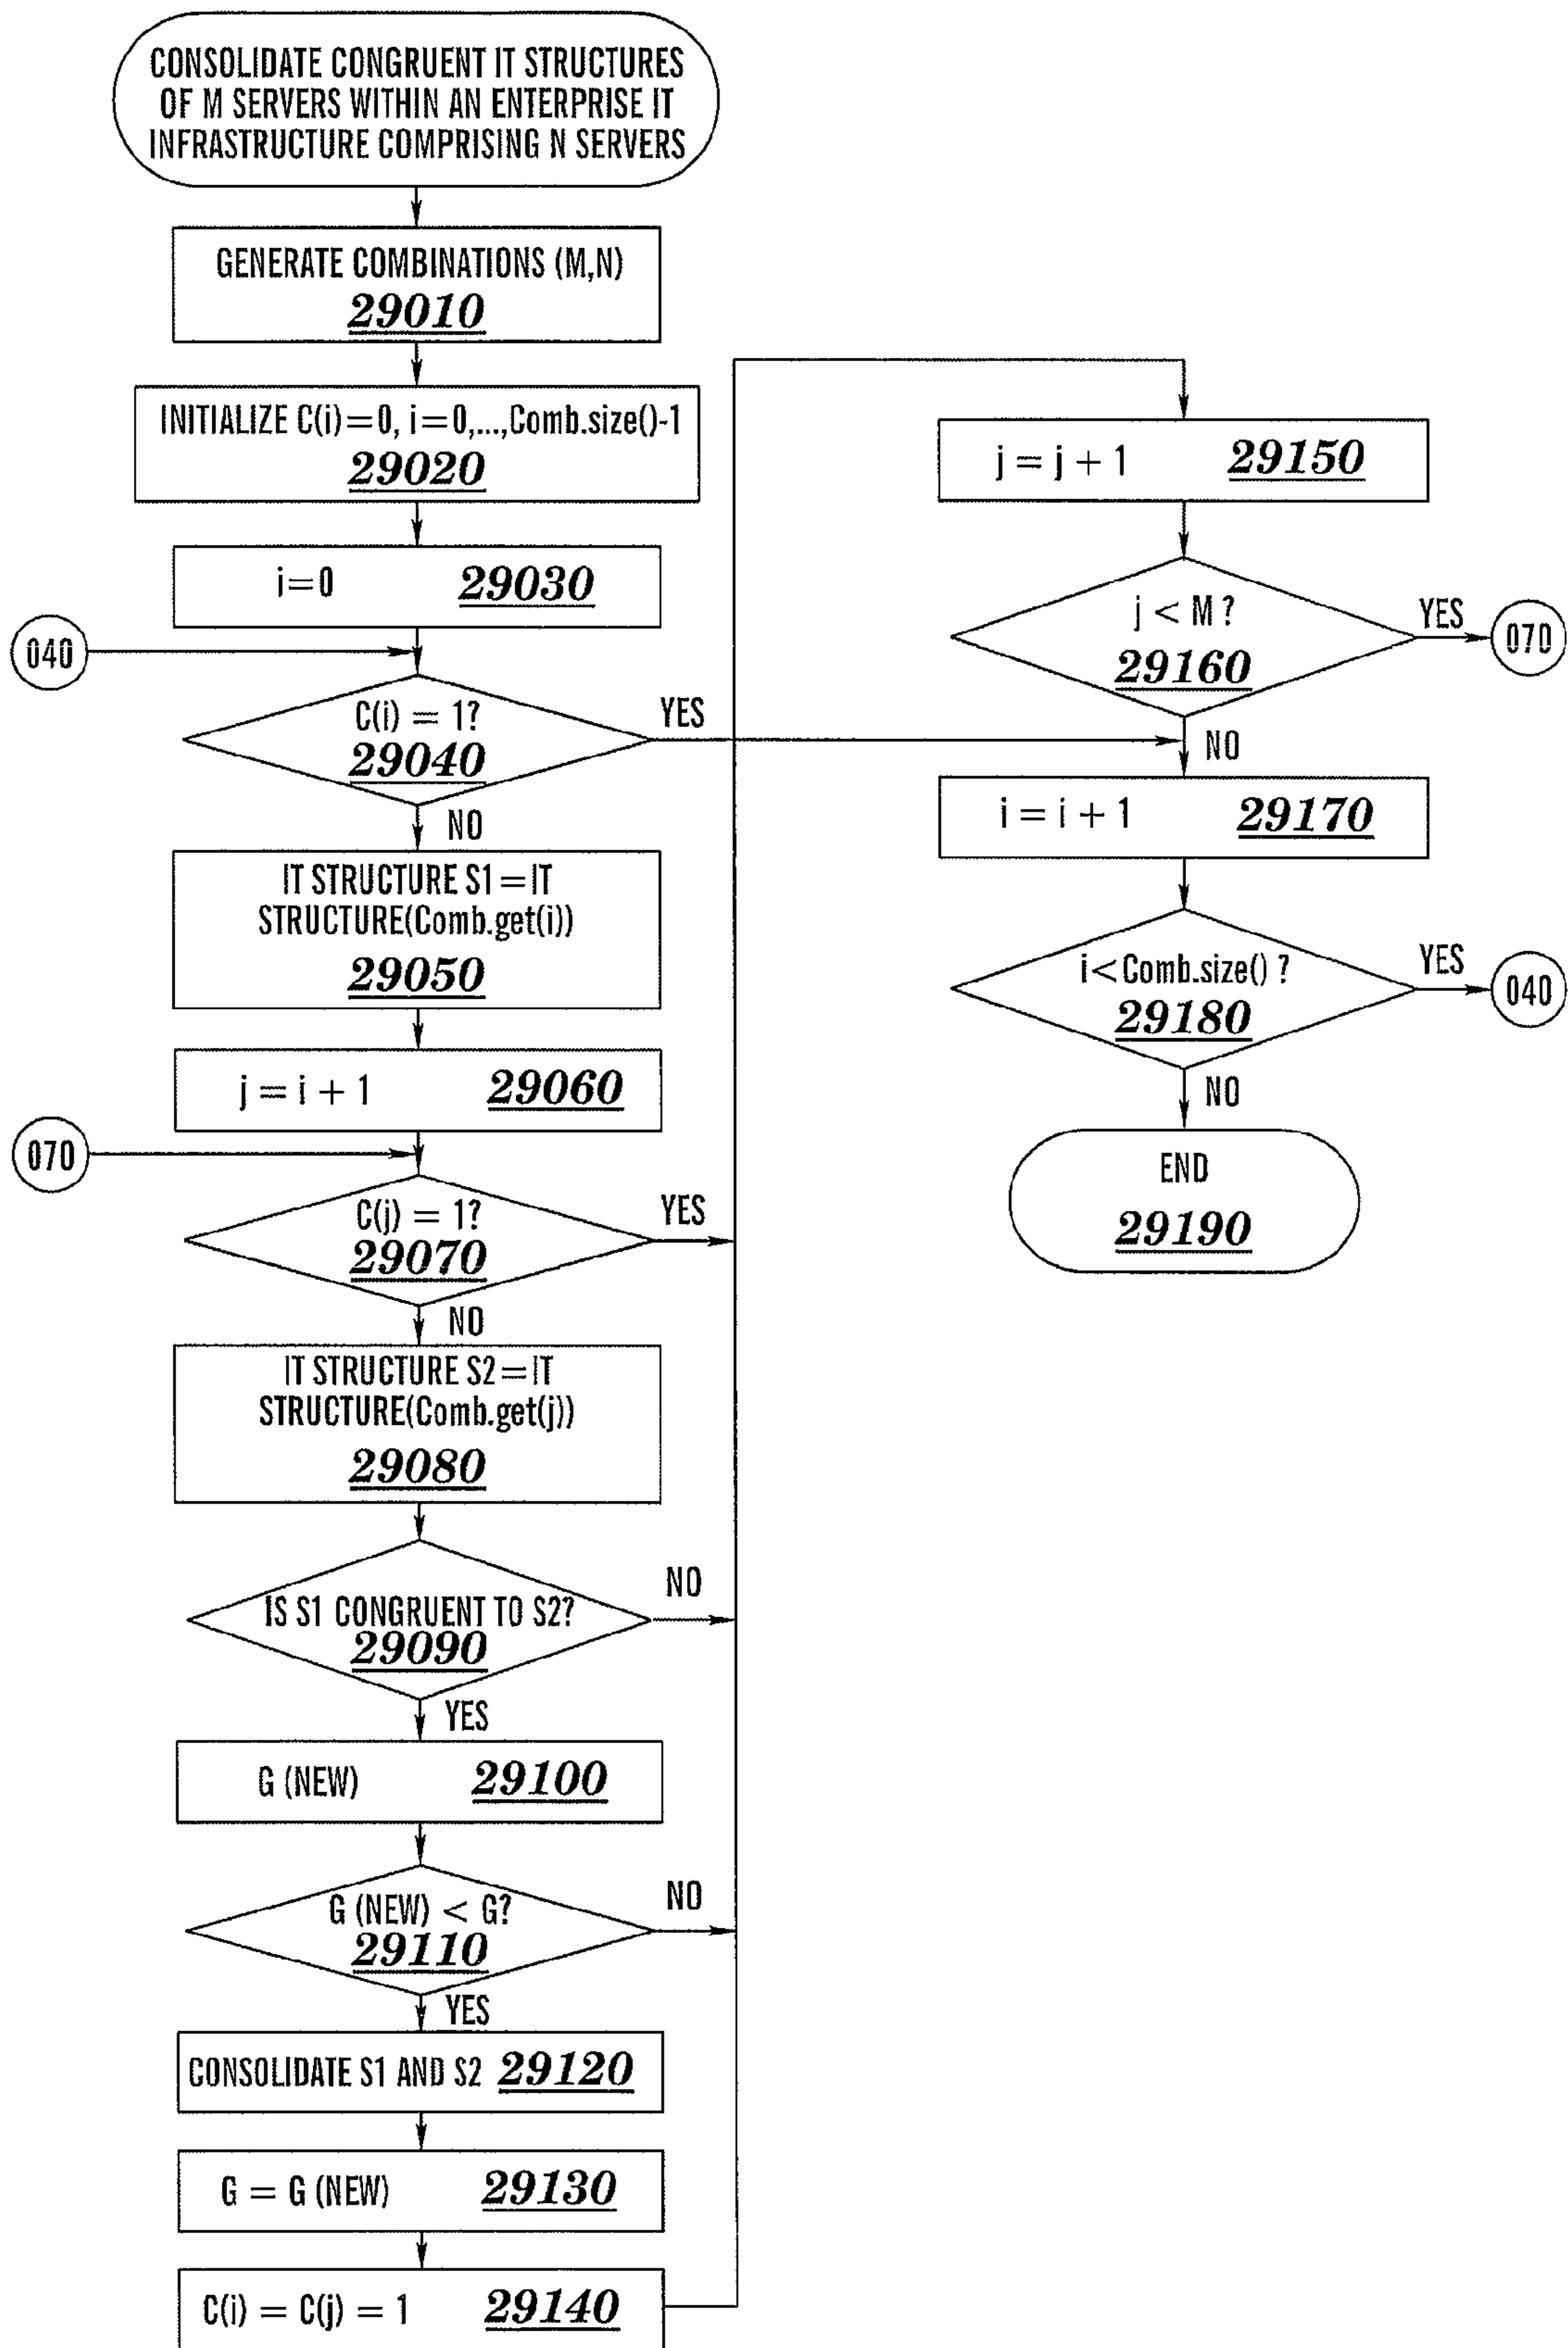 CONSOLIDATE CONGRUENT IT STRUCTURES
OF M SERVERS WITHIN AN ENTERPRISE IT
INFRASTRUCTURE COMPRISING N SERVERS
GENERATE COMBINATIONS (M,N)
29010
INITIALIZE C(i)=0, i=0,...,Comb.size()-1
29020
i=0 29030
040
C(i) = 1?
29040
YES
NO
IT STRUCTURE S1=IT
STRUCTURE(Comb.get(i))
29050
j = i + 1 29060
070
C(j) = 1?
29070
YES
NO
IT STRUCTURE S2=IT
STRUCTURE(Comb.get(j))
29080
IS S1 CONGRUENT TO S2?
29090
NO
YES
G (NEW) 29100
G (NEW) < G?
29110
NO
YES
CONSOLIDATE S1 AND S2 29120
G = G (NEW) 29130
C(i) = C(j) = 1 29140
j = j + 1 29150
j < M ?
29160
YES
070
NO
i = i + 1 29170
i<Comb.size() ?
29180
YES
040
NO
END
29190